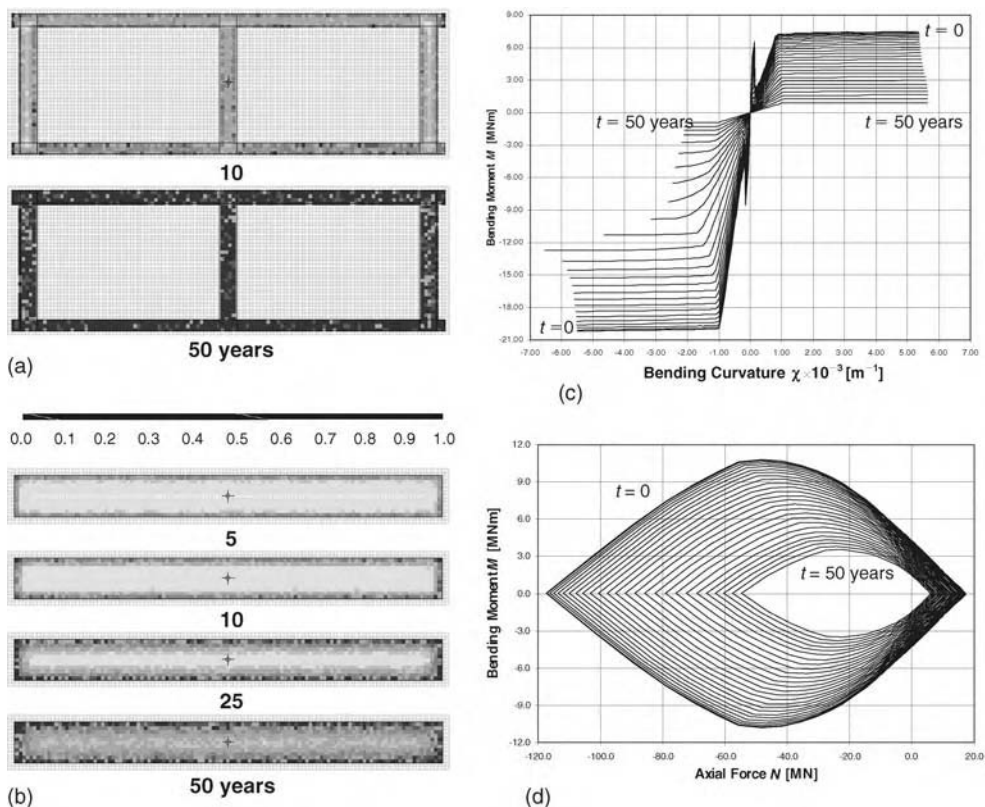 10
50 years
(a)
0.0 0.1 0.2 0.3 0.4 0.5 0.6 0.7 0.8 0.9 1.0
5
10
25
50 years
(b)
9.00
6.00
3.00
0.00
-3.00
-6.00
-9.00
-12.00
-15.00
-18.00
-21.00
Bending Moment M [MNm]
t = 0
t = 50 years
t = 50 years
t = 0
-7.00 -6.00 -5.00 -4.00 -3.00 -2.00 -1.00 0.00 1.00 2.00 3.00 4.00 5.00 6.00 7.00
Bending Curvature χ×10⁻³ [m⁻¹]
(c)
12.0
9.0
6.0
3.0
0.0
-3.0
-6.0
-9.0
-12.0
Bending Moment M [MNm]
t = 0
t = 50 years
-120.0 -100.0 -80.0 -60.0 -40.0 -20.0 0.0 20.0
Axial Force N [MN]
(d)